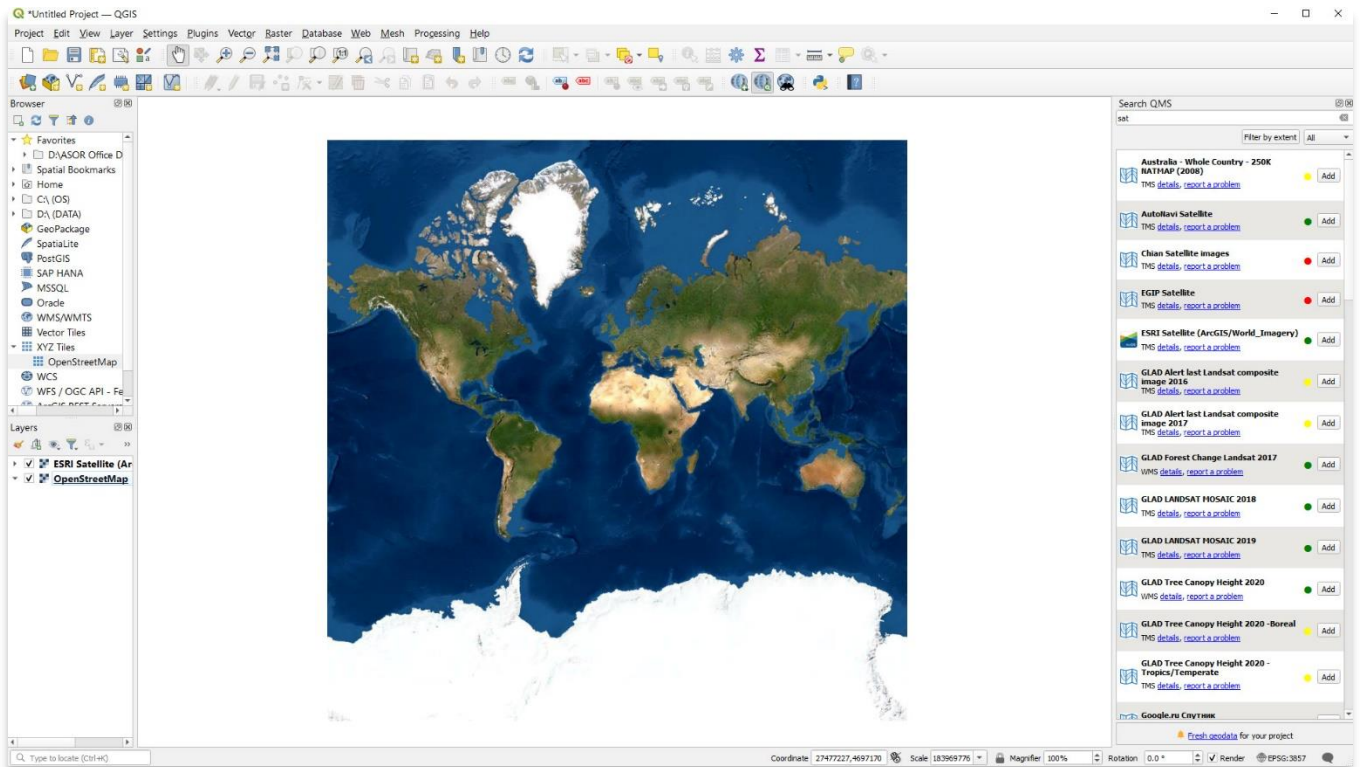 *Untitled Project — QGIS
Project Edit View Layer Settings Plugins Vector Raster Database Web Mesh Processing Help
Browser
Favorites
D:\ASOR Office D
Spatial Bookmarks
Home
C:\ (OS)
D:\ (DATA)
GeoPackage
SpatiaLite
PostGIS
SAP HANA
MSSQL
Oracle
WMS/WMTS
Vector Tiles
XYZ Tiles
OpenStreetMap
WCS
WFS / OGC API - Fe
Layers
ESRI Satellite (Ar
OpenStreetMap
Search QMS
sat
Filter by extent All
Australia - Whole Country - 250K
NATMAP (2008)
TMS details, report a problem
Add
AutoNavi Satellite
TMS details, report a problem
Add
Chian Satellite images
TMS details, report a problem
Add
EGIP Satellite
TMS details, report a problem
Add
ESRI Satellite (ArcGIS/World_Imagery)
TMS details, report a problem
Add
GLAD Alert last Landsat composite
image 2016
TMS details, report a problem
Add
GLAD Alert last Landsat composite
image 2017
TMS details, report a problem
Add
GLAD Forest Change Landsat 2017
WMS details, report a problem
Add
GLAD LANDSAT MOSAIC 2018
TMS details, report a problem
Add
GLAD LANDSAT MOSAIC 2019
TMS details, report a problem
Add
GLAD Tree Canopy Height 2020
WMS details, report a problem
Add
GLAD Tree Canopy Height 2020 -Boreal
TMS details, report a problem
Add
GLAD Tree Canopy Height 2020 -
Tropics/Temperate
TMS details, report a problem
Add
Google.ru Спутник
Fresh geodata for your project
Type to locate (Ctrl+K) Coordinate 27477227,4697170 Scale 183969776 Magnifier 100% Rotation 0.0 ° Render EPSG:3857